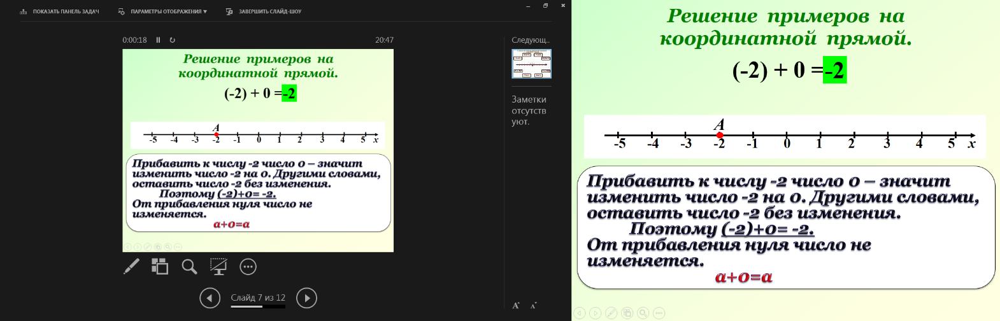 ПОКАЗАТЬ ПАНЕЛЬ ЗАДАЧ ПАРАМЕТРЫ ОТОБРАЖЕНИЯ ▼ ЗАВЕРШИТЬ СЛАЙД-ШОУ
0:00:18 20:47
Решение примеров на
координатной прямой.
(-2) + 0 =-2
A
-5 -4 -3 -2 -1 0 1 2 3 4 5 x
Прибавить к числу -2 число 0 – значит
изменить число -2 на 0. Другими словами,
оставить число -2 без изменения.
Поэтому (-2)+0= -2.
От прибавления нуля число не
изменяется.
a+0=a
Слайд 7 из 12
Следующ...
Заметки
отсутств
уют.
A A
Решение примеров на
координатной прямой.
(-2) + 0 =-2
A
-5 -4 -3 -2 -1 0 1 2 3 4 5 x
Прибавить к числу -2 число 0 – значит
изменить число -2 на 0. Другими словами,
оставить число -2 без изменения.
Поэтому (-2)+0= -2.
От прибавления нуля число не
изменяется.
a+0=a